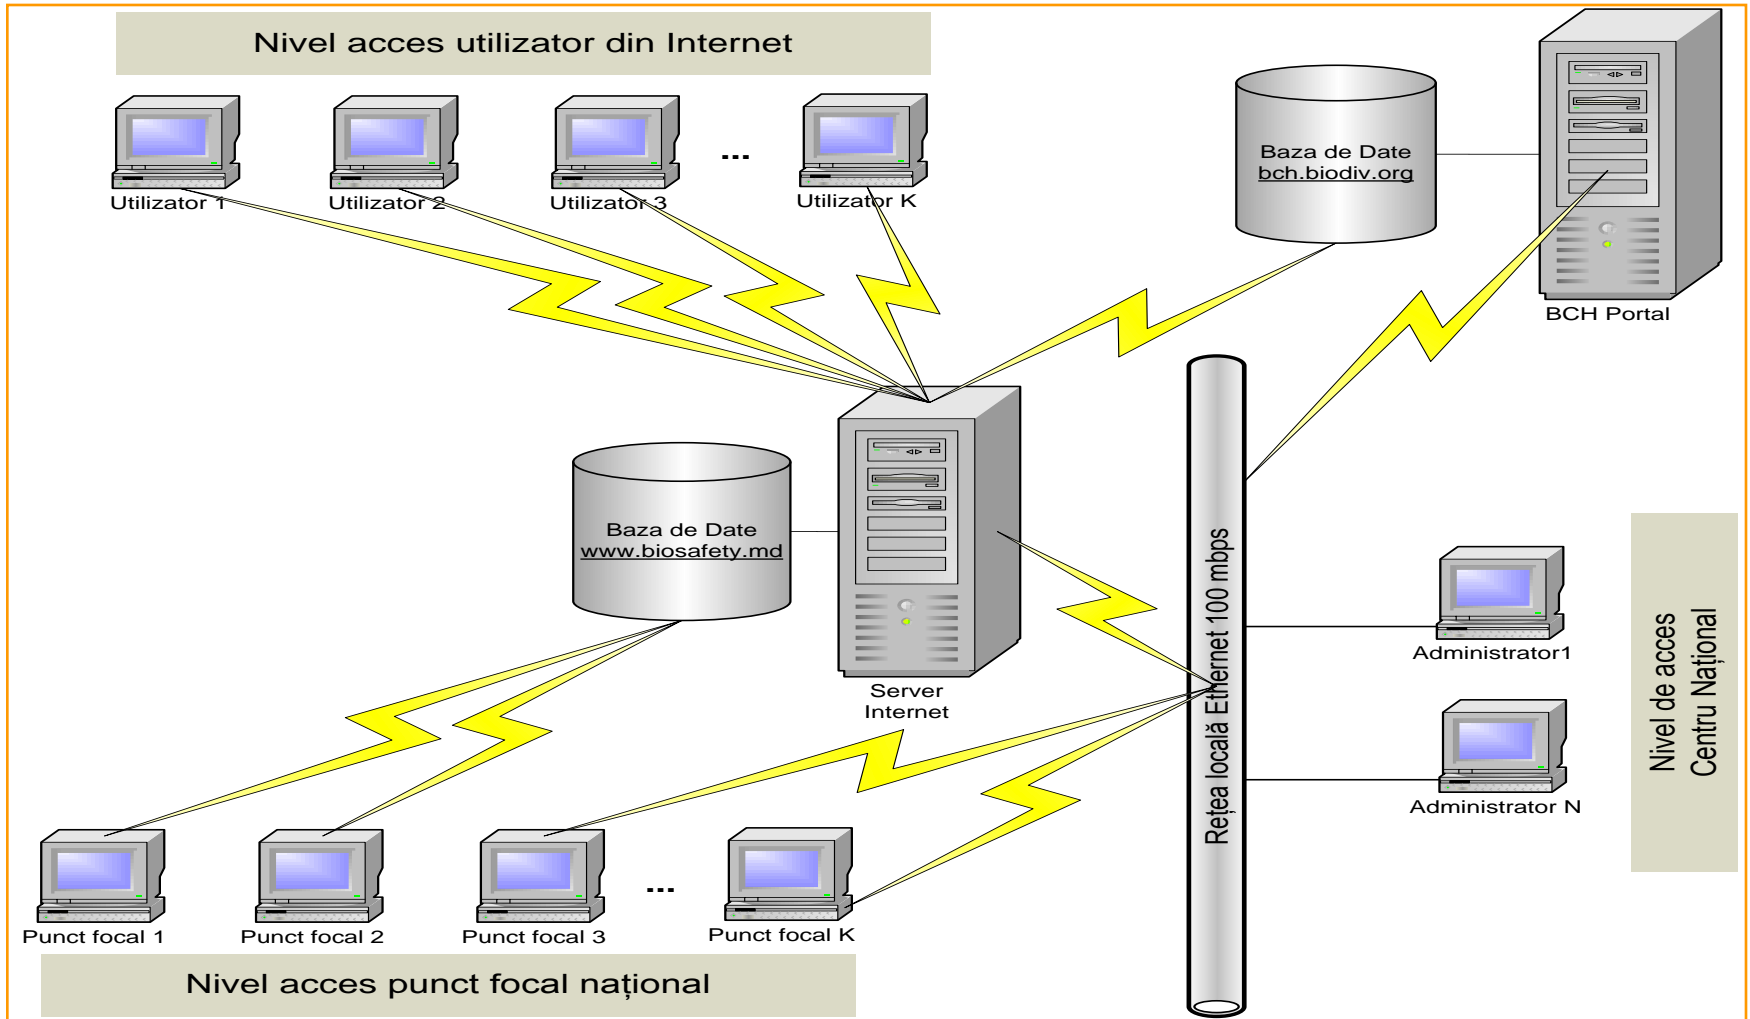 Nivel acces utilizator din Internet
Utilizator 1
Utilizator 2
Utilizator 3
...
Utilizator K
Baza de Date
bch.biodiv.org
BCH Portal
Baza de Date
www.biosafety.md
Server
Internet
Rețea locală Ethernet 100 mbps
Administrator1
Administrator N
Nivel de acces
Centru Național
Punct focal 1
Punct focal 2
Punct focal 3
...
Punct focal K
Nivel acces punct focal național